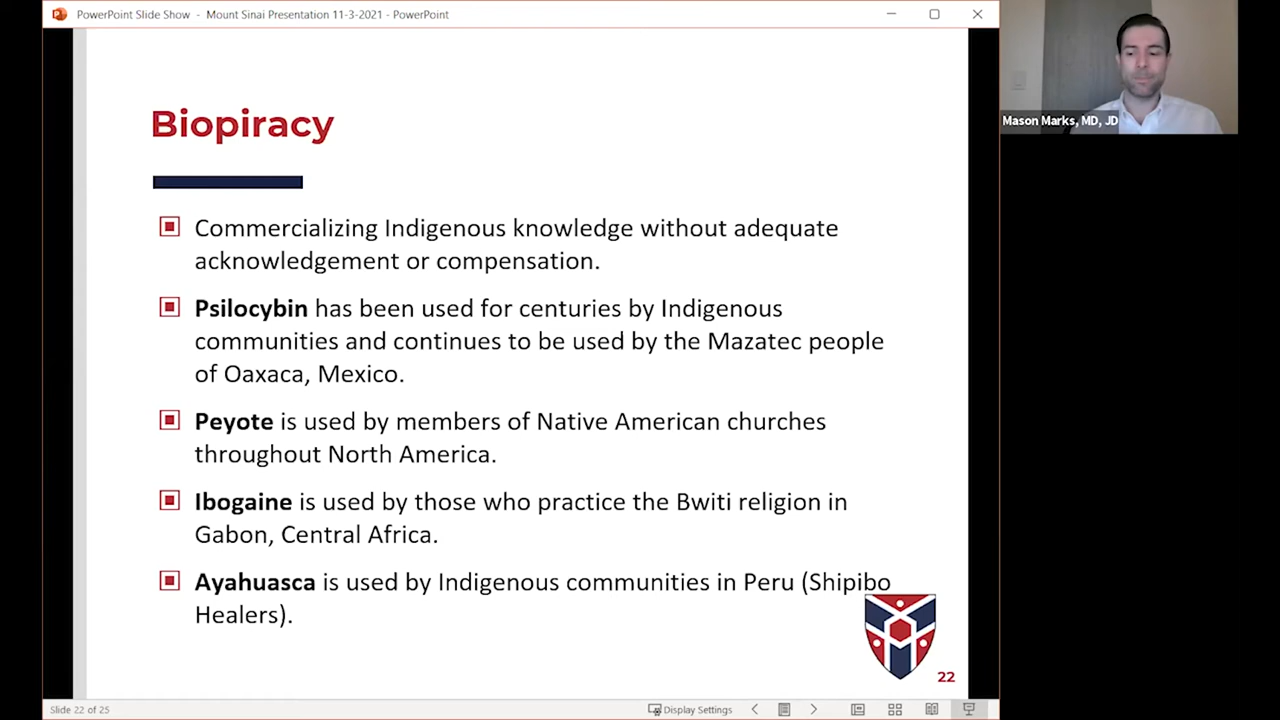 PowerPoint Slide Show - Mount Sinai Presentation 11-3-2021 - PowerPoint
Mason Marks, MD, JD
Biopiracy
Commercializing Indigenous knowledge without adequate
acknowledgement or compensation.
Psilocybin has been used for centuries by Indigenous
communities and continues to be used by the Mazatec people
of Oaxaca, Mexico.
Peyote is used by members of Native American churches
throughout North America.
Ibogaine is used by those who practice the Bwiti religion in
Gabon, Central Africa.
Ayahuasca is used by Indigenous communities in Peru (Shipibo
Healers).
22
Slide 22 of 25
Display Settings